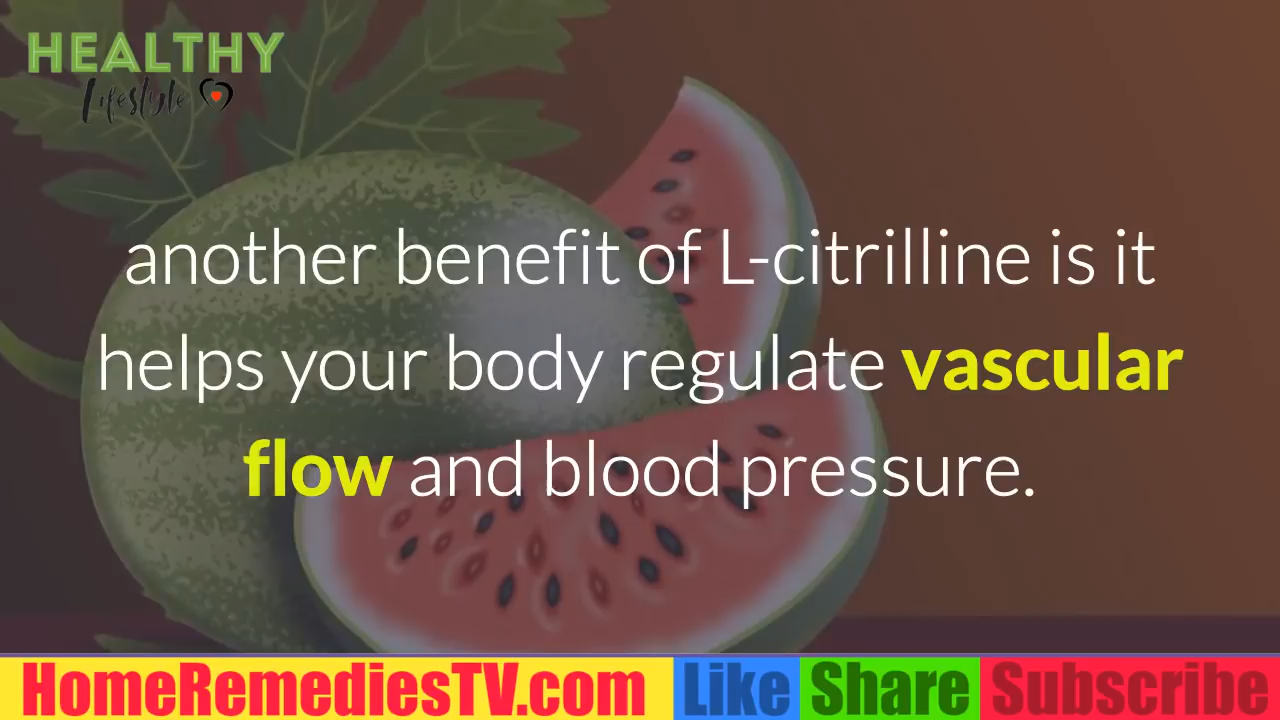 HEALTHY
Lifestyle
another benefit of L-citrilline is it
helps your body regulate vascular
flow and blood pressure.
HomeRemediesTV.com Like Share Subscribe